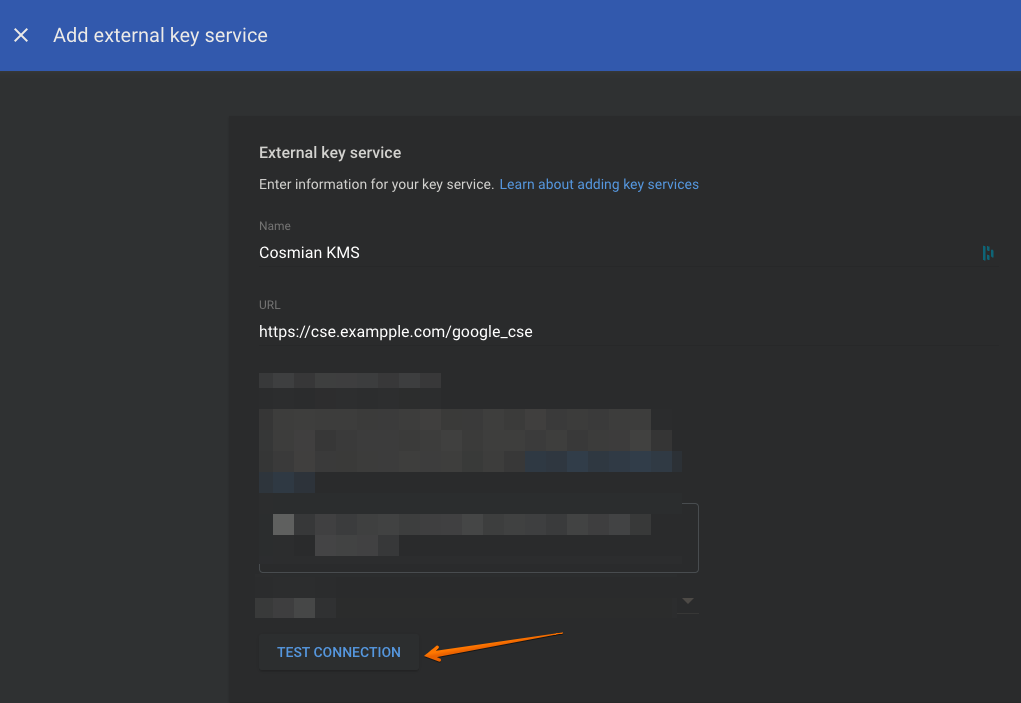 Add external key service
External key service
Enter information for your key service. Learn about adding key services
Name
Cosmian KMS
URL
https://cse.exampple.com/google_cse
TEST CONNECTION